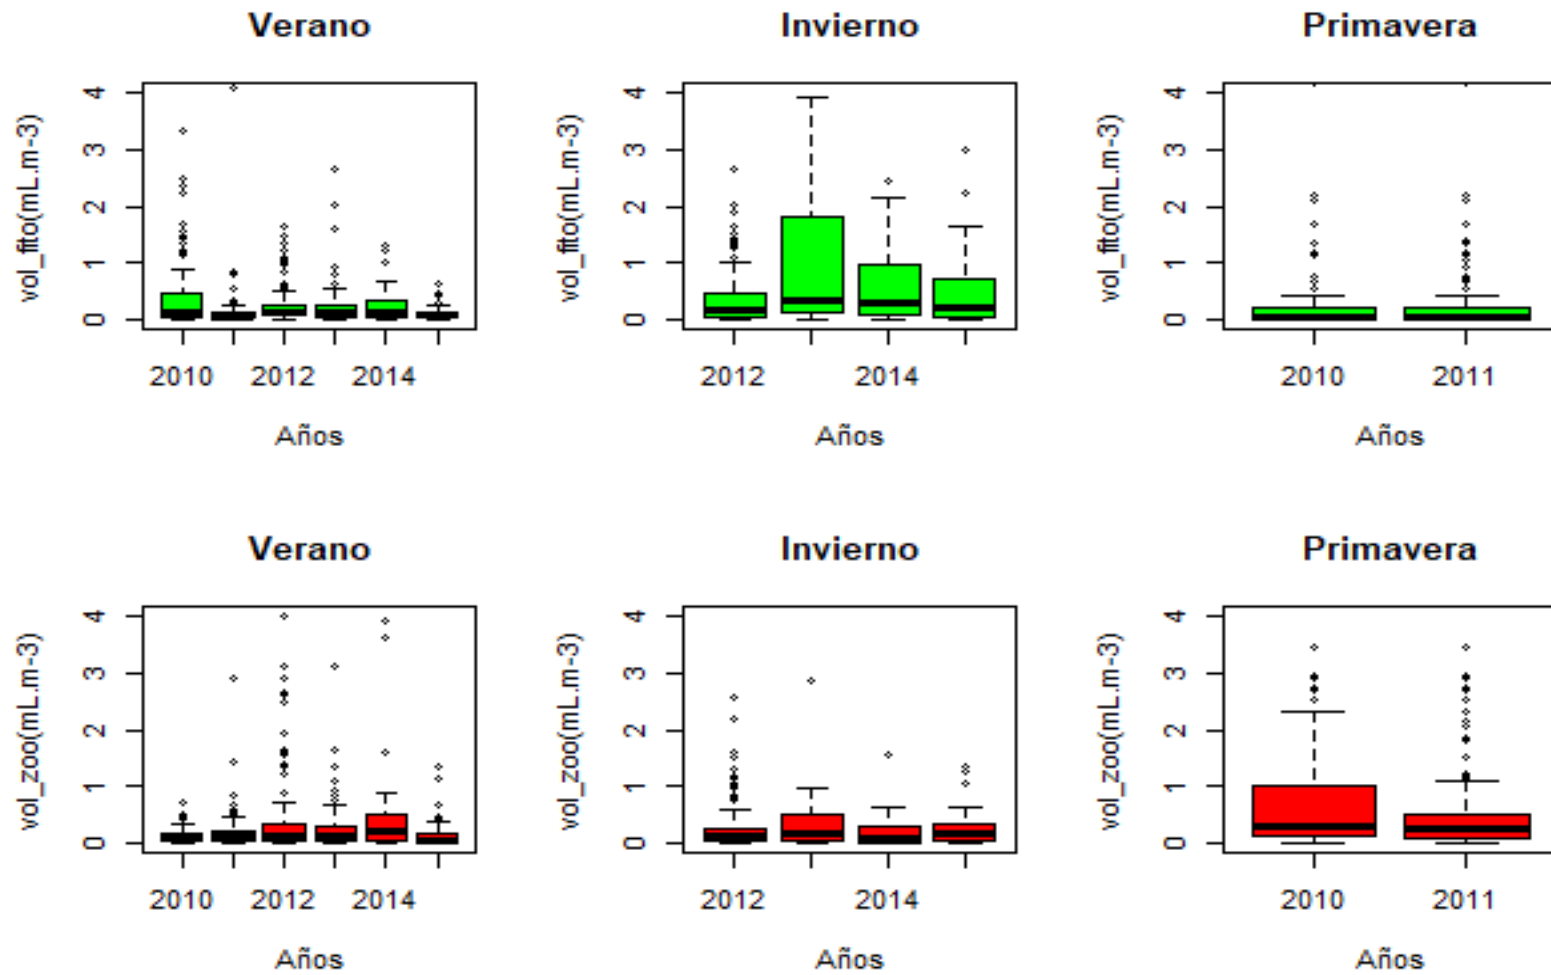 Verano
Invierno
Primavera
vol_fito(mL.m-3)
0 1 2 3 4
2010 2012 2014
Años
vol_fito(mL.m-3)
0 1 2 3 4
2012 2014
Años
vol_fito(mL.m-3)
0 1 2 3 4
2010 2011
Años
Verano
Invierno
Primavera
vol_zoo(mL.m-3)
0 1 2 3 4
2010 2012 2014
Años
vol_zoo(mL.m-3)
0 1 2 3 4
2012 2014
Años
vol_zoo(mL.m-3)
0 1 2 3 4
2010 2011
Años